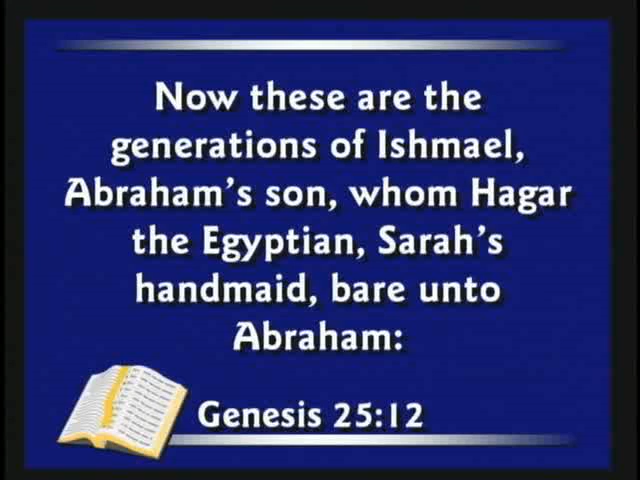 Now these are the
generations of Ishmael,
Abraham's son, whom Hagar
the Egyptian, Sarah's
handmaid, bare unto
Abraham:
Genesis 25:12